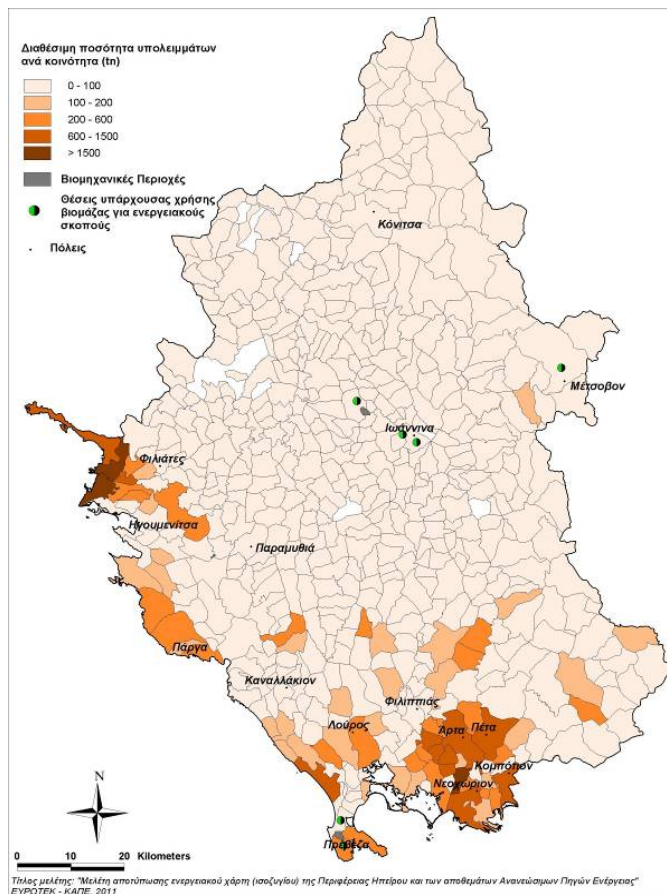 Διαθέσιμη ποσότητα υπολειμμάτων
ανά κοινότητα (tn)
0 - 100
100 - 200
200 - 600
600 - 1500
> 1500
Βιομηχανικές Περιοχές
Θέσεις υπάρχουσας χρήσης
βιομάζας για ενεργειακούς
σκοπούς
Πόλεις
Κόνιτσα
Μέτσοβον
Ιωάννινα
Φιλιάτες
Ηγουμενίτσα
Παραμυθιά
Πάργα
Καναλλάκιον
Φιλιππιάς
Λούρος
Άρτα
Πέτα
Κομπότιον
Νεοχώριον
Πρέβεζα
N
0 10 20 Kilometers
Τίτλος μελέτης: "Μελέτη αποτύπωσης ενεργειακού χάρτη (ισοζυγίου) της Περιφέρειας Ηπείρου και των αποθεμάτων Ανανεώσιμων Πηγών Ενέργειας"
ΕΥΡΩΤΕΚ - ΚΑΠΕ, 2011